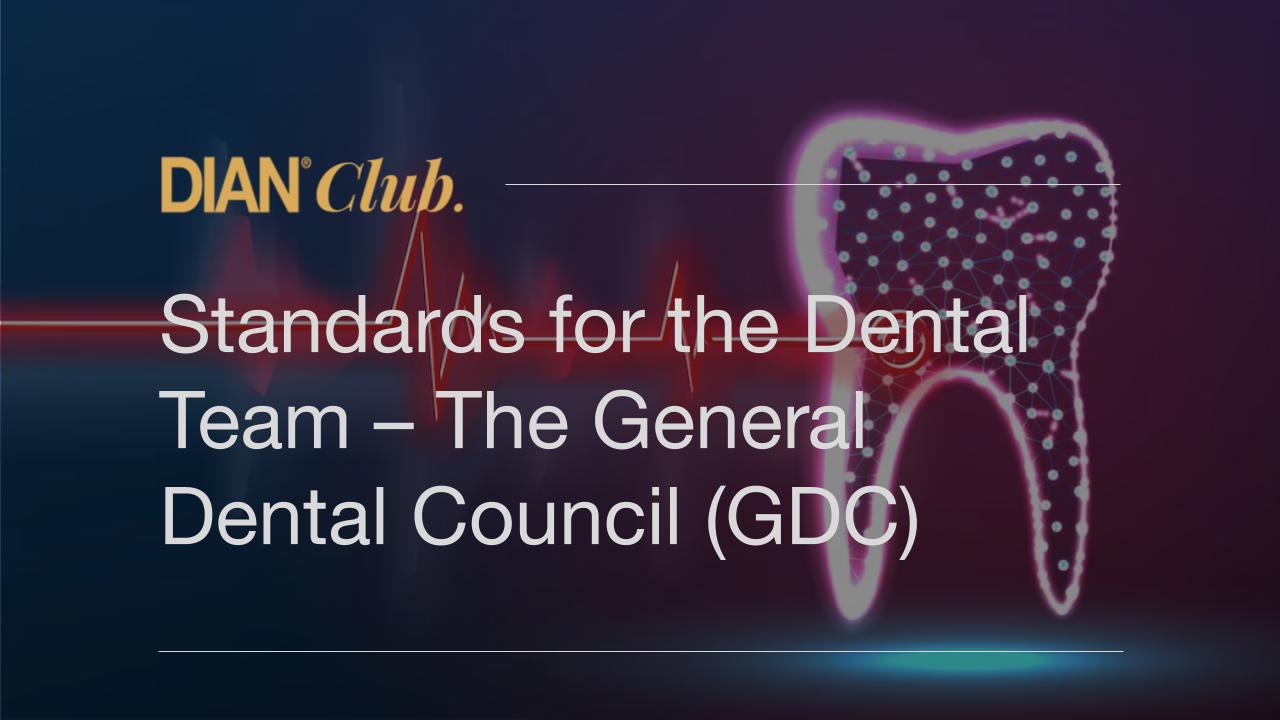 DIAN® Club.
Standards for the Dental
Team – The General
Dental Council (GDC)